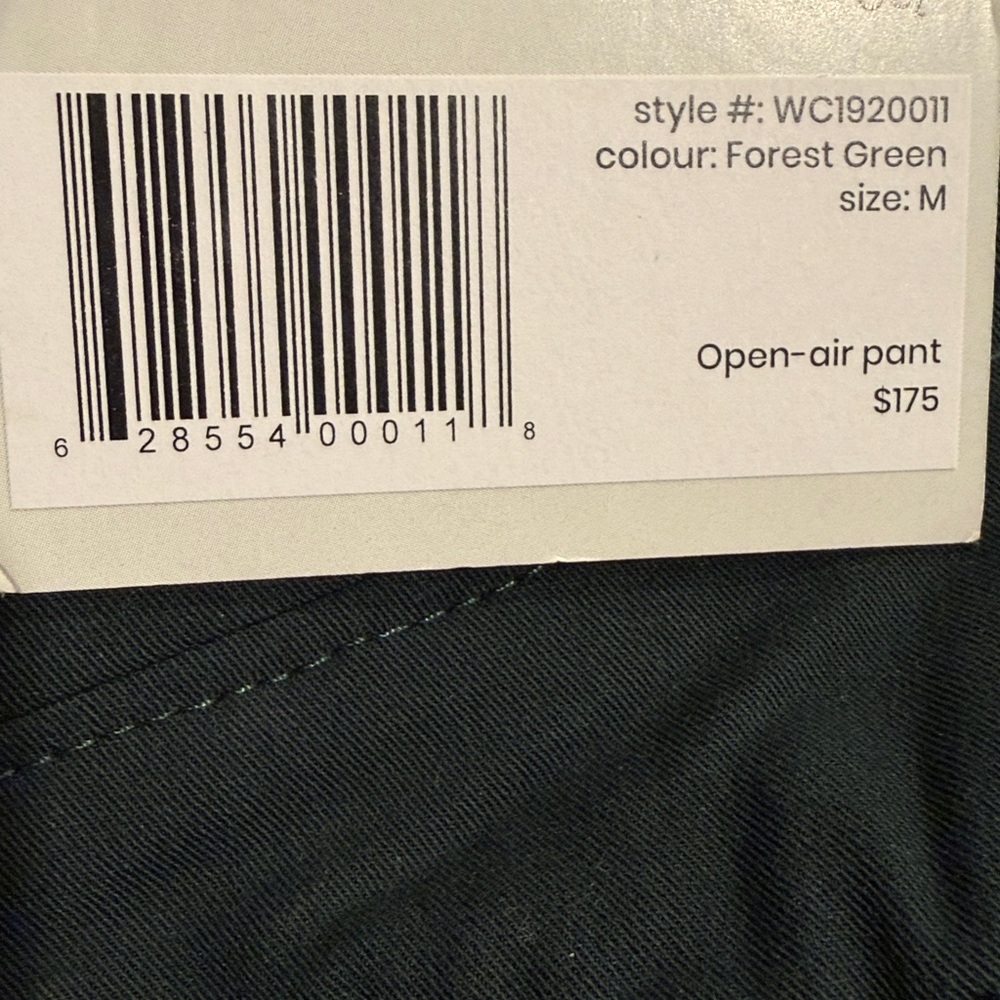 style #: WC1920011
colour: Forest Green
size: M
Open-air pant
$175
6 28554 00011 8